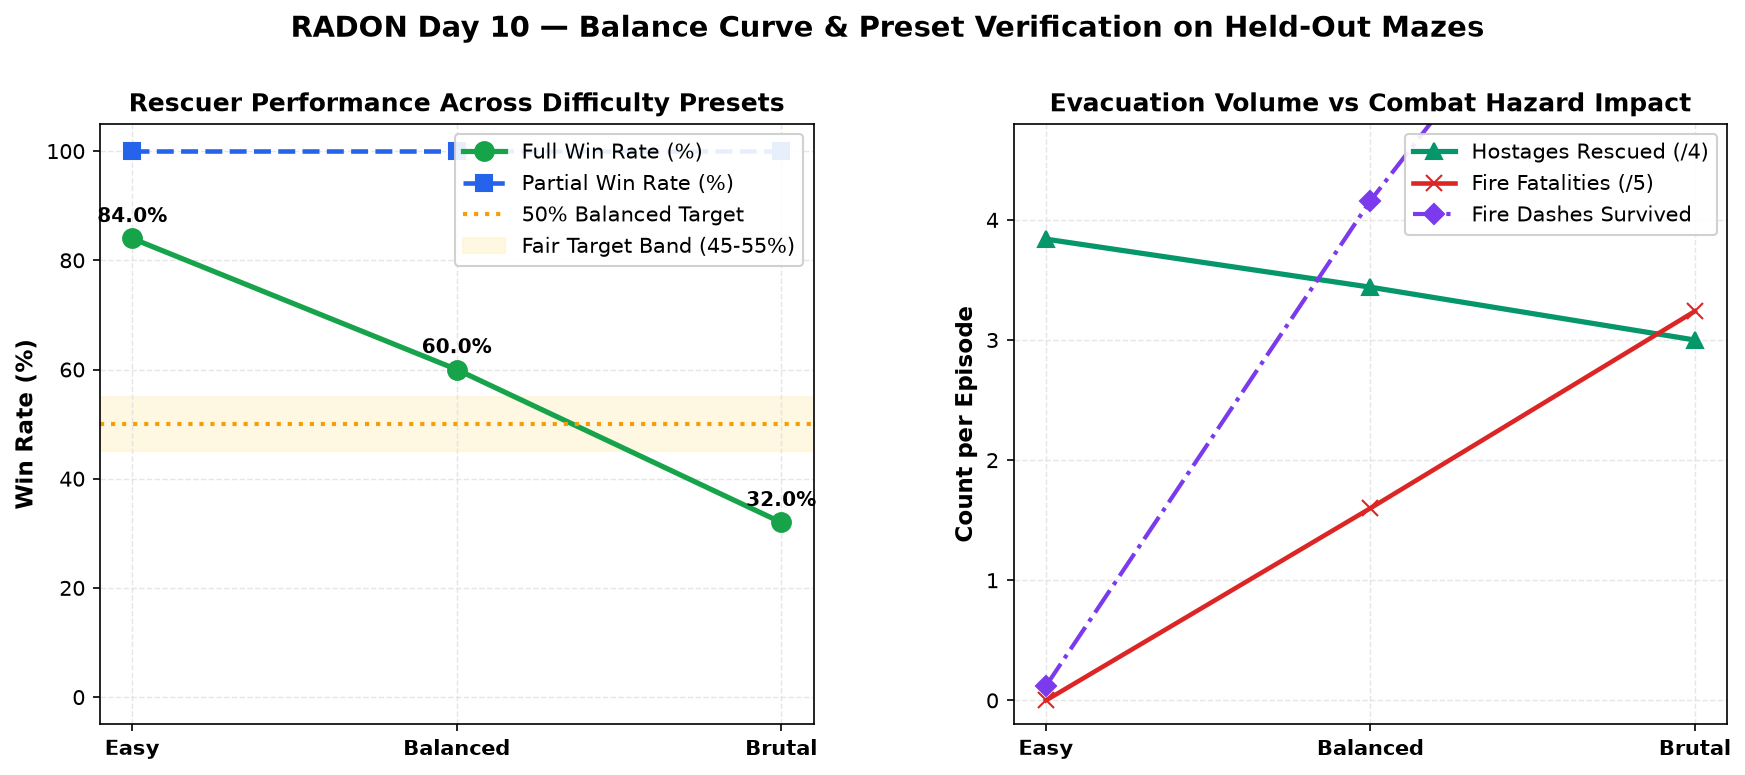 RADON Day 10 — Balance Curve & Preset Verification on Held-Out Mazes
Rescuer Performance Across Difficulty Presets
Win Rate (%)
100
80
60
40
20
0
84.0%
60.0%
32.0%
Full Win Rate (%)
Partial Win Rate (%)
50% Balanced Target
Fair Target Band (45-55%)
Easy
Balanced
Brutal
Evacuation Volume vs Combat Hazard Impact
Count per Episode
4
3
2
1
0
Hostages Rescued (/4)
Fire Fatalities (/5)
Fire Dashes Survived
Easy
Balanced
Brutal